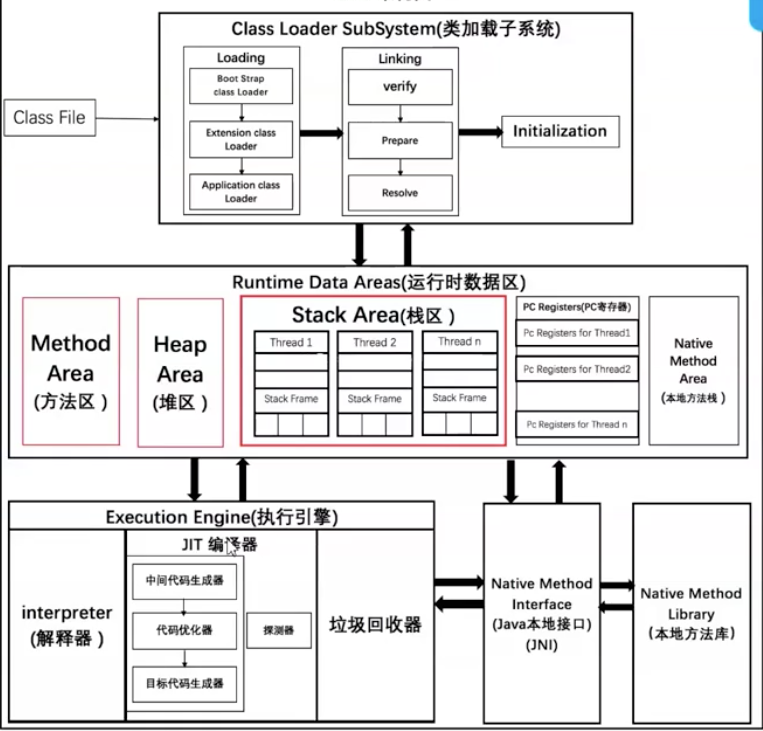 Class Loader SubSystem(类加载子系统)
Loading
Boot Strap
class Loader
Extension class
Loader
Application class
Loader
Linking
verify
Prepare
Resolve
Class File
Initialization
Runtime Data Areas(运行时数据区)
Method
Area
(方法区)
Heap
Area
(堆区)
Stack Area(栈区)
Thread 1
Thread 2
Thread n
Stack Frame
Stack Frame
Stack Frame
PC Registers(PC寄存器)
Pc Registers for Thread1
Pc Registers for Thread2
Pc Registers for Thread n
Native
Method
Area
(本地方法栈)
Execution Engine(执行引擎)
interpreter
(解释器)
JIT 编译器
中间代码生成器
代码优化器
目标代码生成器
探测器
垃圾回收器
Native Method
Interface
(Java本地接口)
(JNI)
Native Method
Library
(本地方法库)